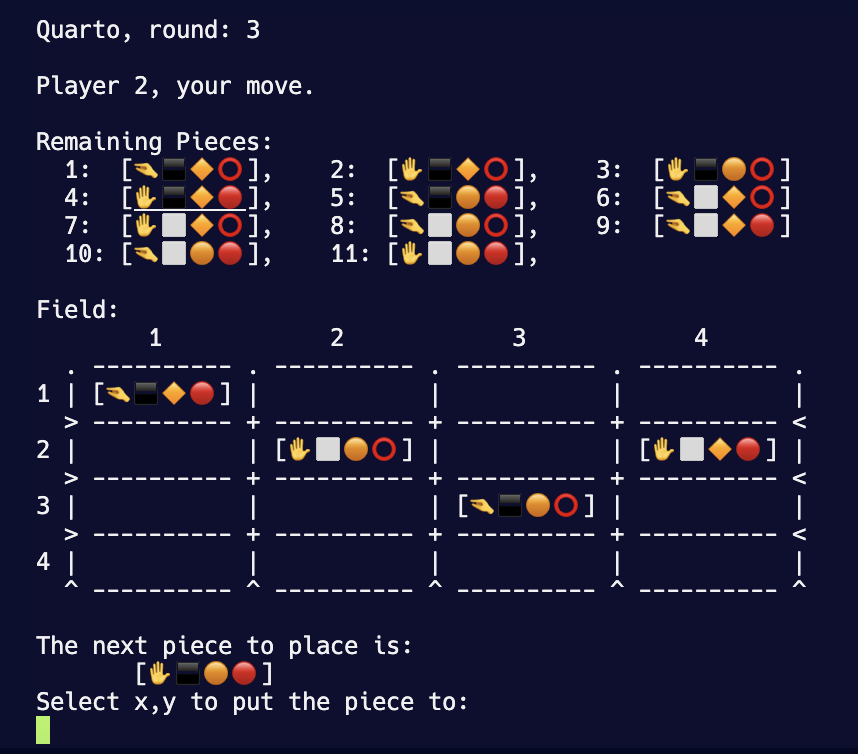 Quarto, round: 3
Player 2, your move.
Remaining Pieces:
1: [🫱⬛🔶⭕], 2: [✋⬛🔶⭕], 3: [✋⬛🟠⭕]
4: [✋⬛🔶🔴], 5: [🫱⬛🟠🔴], 6: [🫱⬜🔶⭕]
7: [✋⬜🔶⭕], 8: [🫱⬜🟠⭕], 9: [🫱⬜🔶🔴]
10: [🫱⬜🟠🔴], 11: [✋⬜🟠🔴],
Field:
1 2 3 4
. ---------- . ---------- . ---------- . ---------- .
1 | [🫱⬛🔶🔴] | | | |
> ---------- + ---------- + ---------- + ---------- <
2 | | [✋⬜🟠⭕] | | [✋⬜🔶🔴] |
> ---------- + ---------- + ---------- + ---------- <
3 | | | [🫱⬛🟠⭕] | |
> ---------- + ---------- + ---------- + ---------- <
4 | | | | |
^ ---------- ^ ---------- ^ ---------- ^ ---------- ^
The next piece to place is:
[✋⬛🟠🔴]
Select x,y to put the piece to: